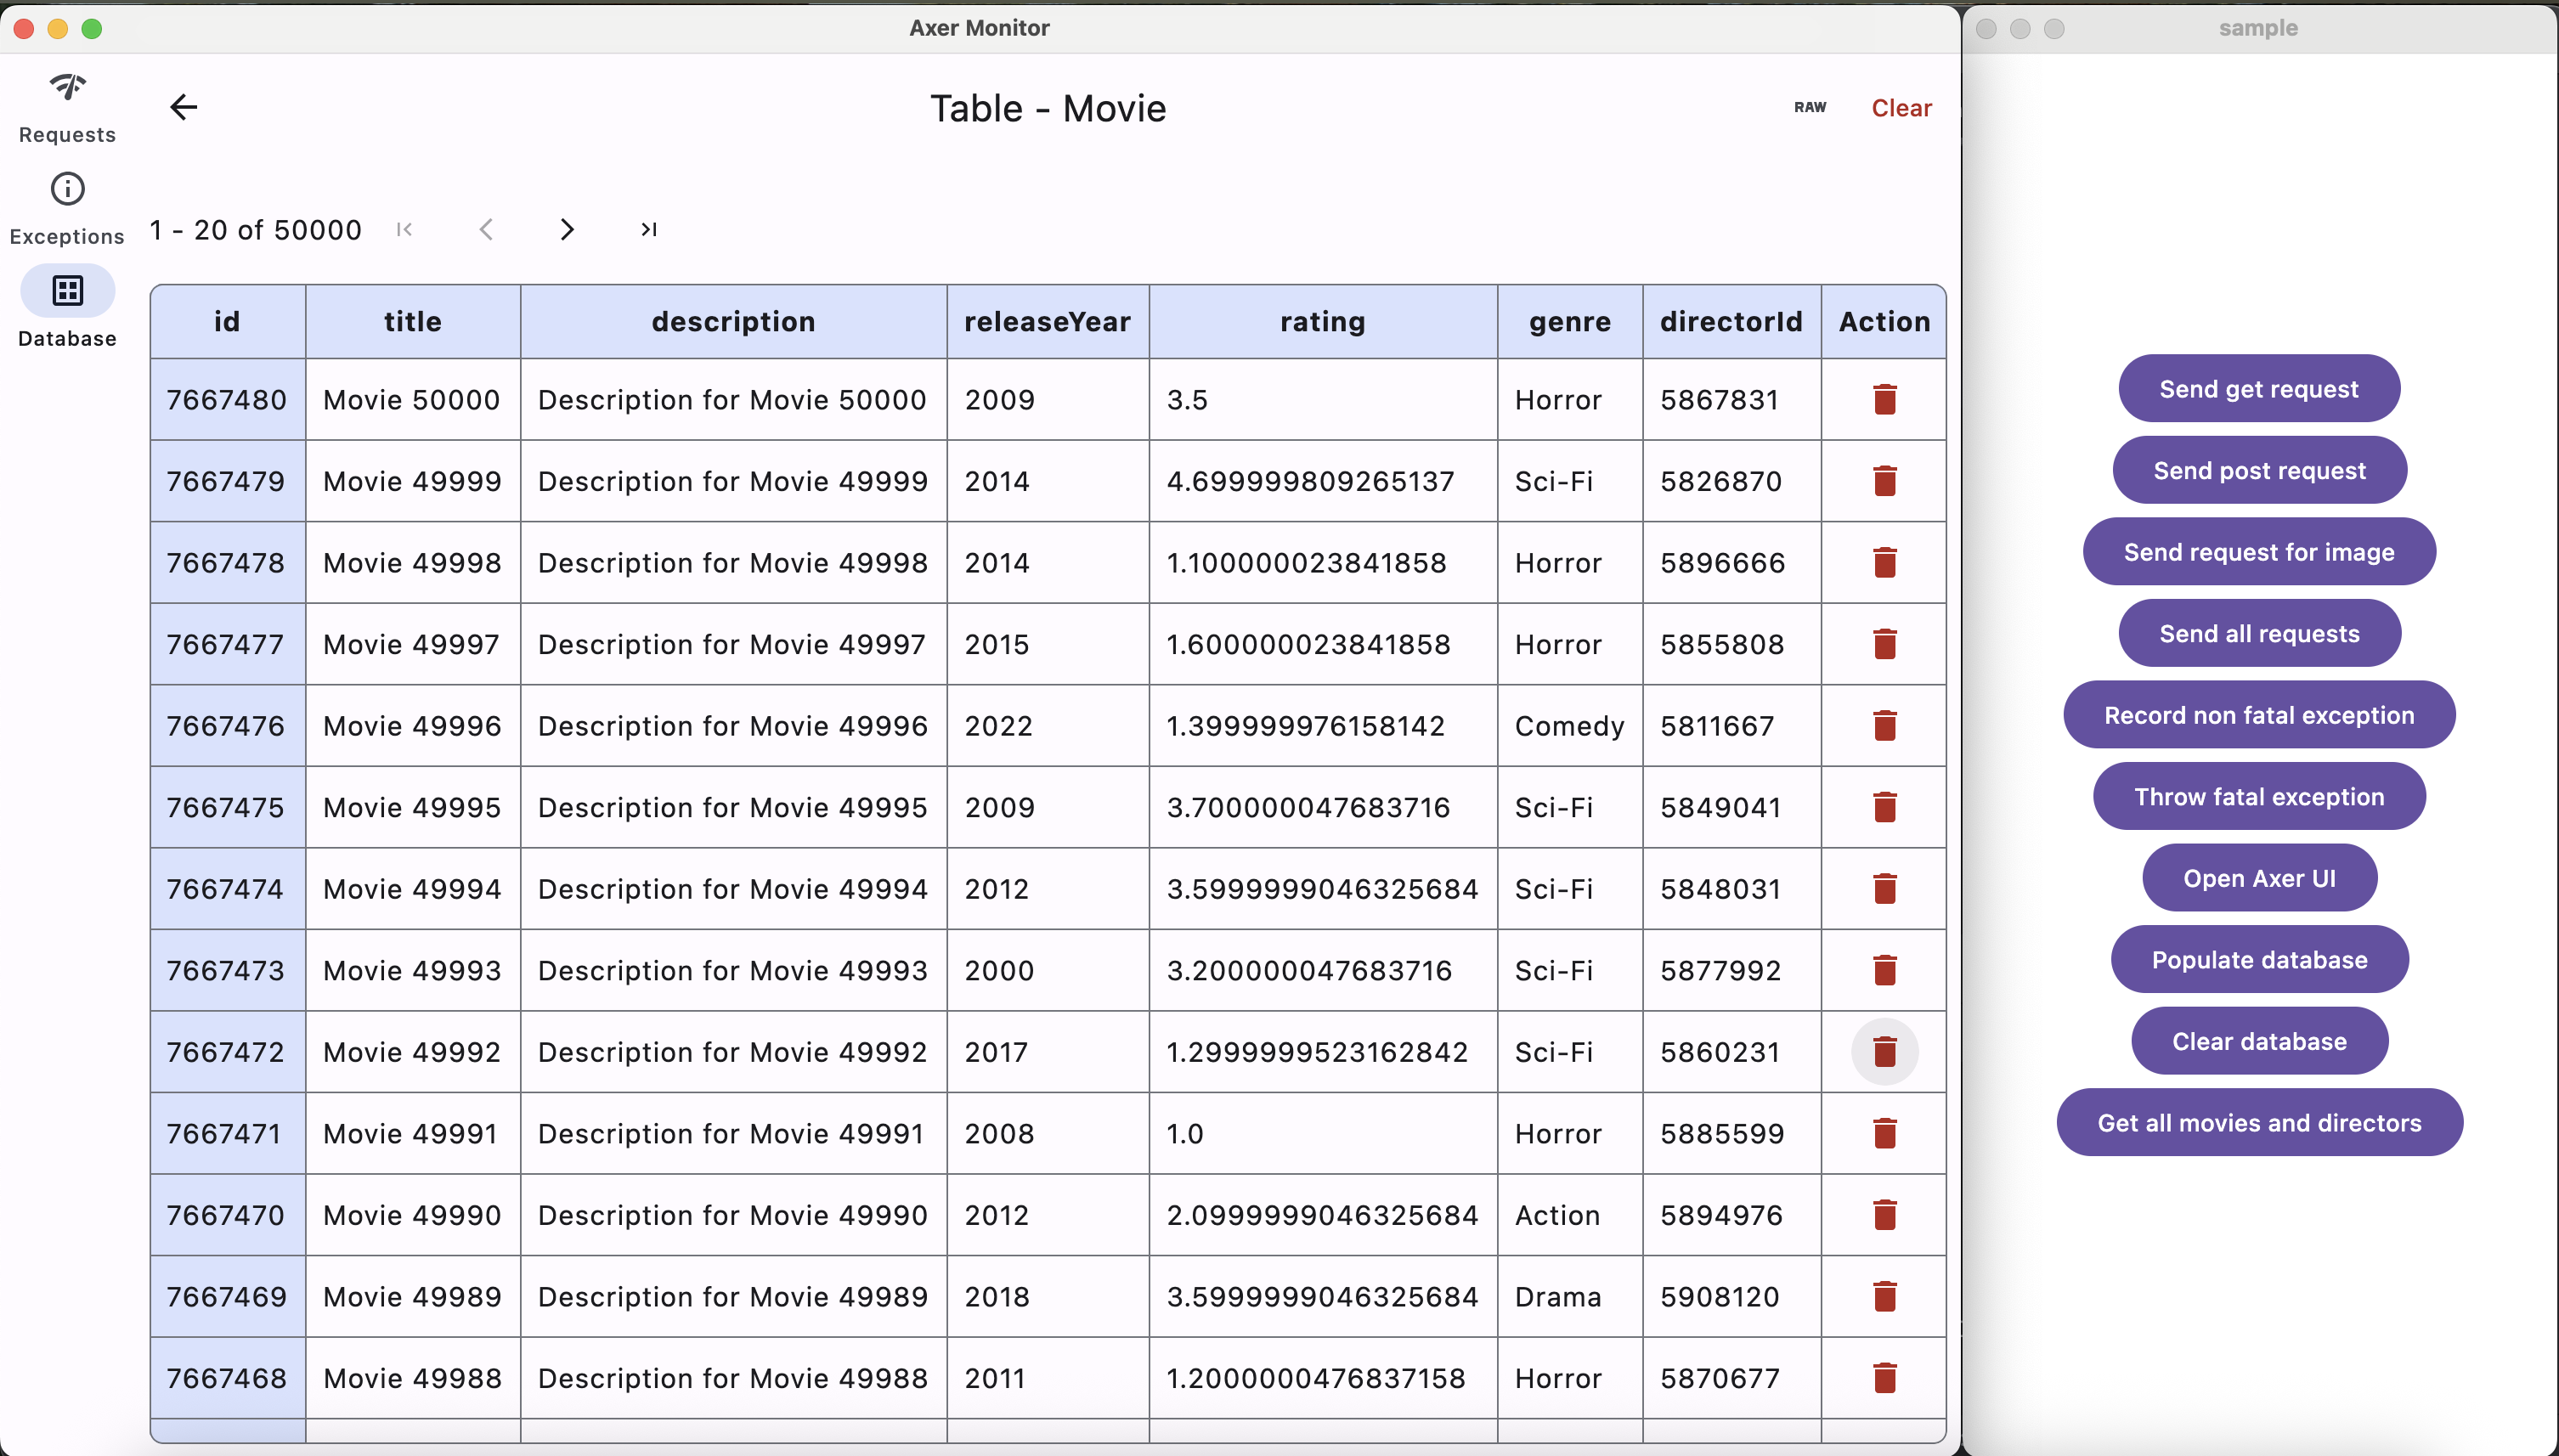 Axer Monitor
Requests
Exceptions
Database
Table - Movie
RAW
Clear
1 - 20 of 50000
id title description releaseYear rating genre directorId Action
7667480 Movie 50000 Description for Movie 50000 2009 3.5 Horror 5867831
7667479 Movie 49999 Description for Movie 49999 2014 4.699999809265137 Sci-Fi 5826870
7667478 Movie 49998 Description for Movie 49998 2014 1.100000023841858 Horror 5896666
7667477 Movie 49997 Description for Movie 49997 2015 1.600000023841858 Horror 5855808
7667476 Movie 49996 Description for Movie 49996 2022 1.399999976158142 Comedy 5811667
7667475 Movie 49995 Description for Movie 49995 2009 3.700000047683716 Sci-Fi 5849041
7667474 Movie 49994 Description for Movie 49994 2012 3.5999999046325684 Sci-Fi 5848031
7667473 Movie 49993 Description for Movie 49993 2000 3.200000047683716 Sci-Fi 5877992
7667472 Movie 49992 Description for Movie 49992 2017 1.2999999523162842 Sci-Fi 5860231
7667471 Movie 49991 Description for Movie 49991 2008 1.0 Horror 5885599
7667470 Movie 49990 Description for Movie 49990 2012 2.0999999046325684 Action 5894976
7667469 Movie 49989 Description for Movie 49989 2018 3.5999999046325684 Drama 5908120
7667468 Movie 49988 Description for Movie 49988 2011 1.2000000476837158 Horror 5870677
sample
Send get request
Send post request
Send request for image
Send all requests
Record non fatal exception
Throw fatal exception
Open Axer UI
Populate database
Clear database
Get all movies and directors